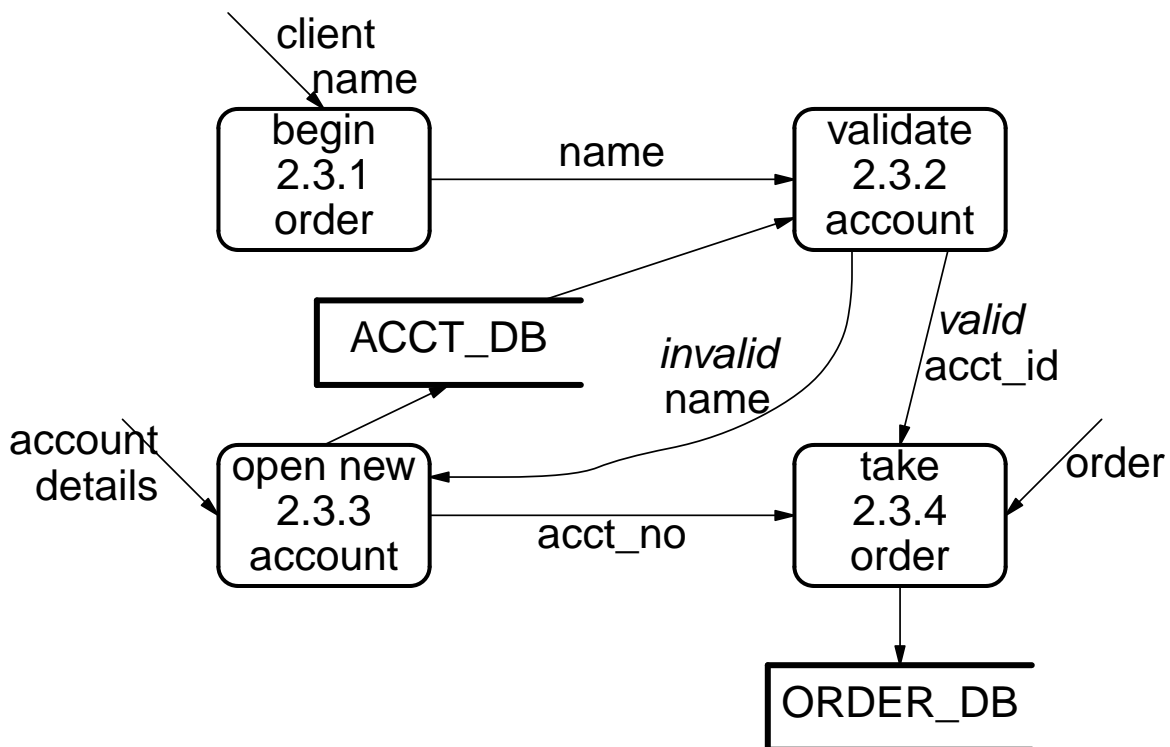 client
name
begin
2.3.1
order
name
validate
2.3.2
account
ACCT_DB
invalid
name
valid
acct_id
account
details
open new
2.3.3
account
acct_no
take
2.3.4
order
order
ORDER_DB